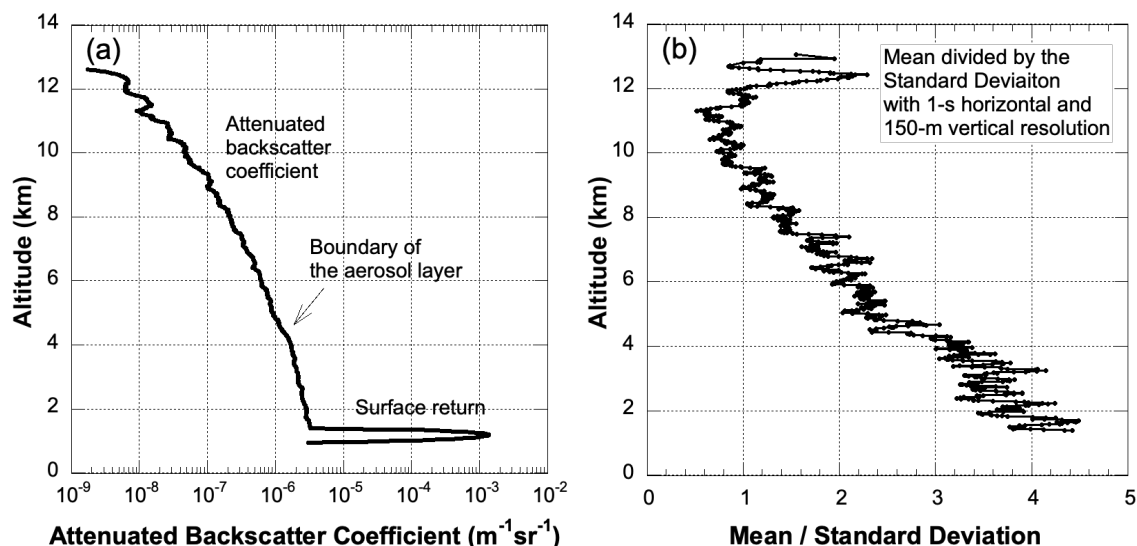 (a)
14
12
10
8
6
4
2
0
Altitude (km)
Attenuated
backscatter
coefficient
Boundary of
the aerosol layer
Surface return
10⁻⁹ 10⁻⁸ 10⁻⁷ 10⁻⁶ 10⁻⁵ 10⁻⁴ 10⁻³ 10⁻²
Attenuated Backscatter Coefficient (m⁻¹sr⁻¹)
(b)
14
12
10
8
6
4
2
0
Altitude (km)
Mean divided by the
Standard Deviaiton
with 1-s horizontal and
150-m vertical resolution
0 1 2 3 4 5
Mean / Standard Deviation